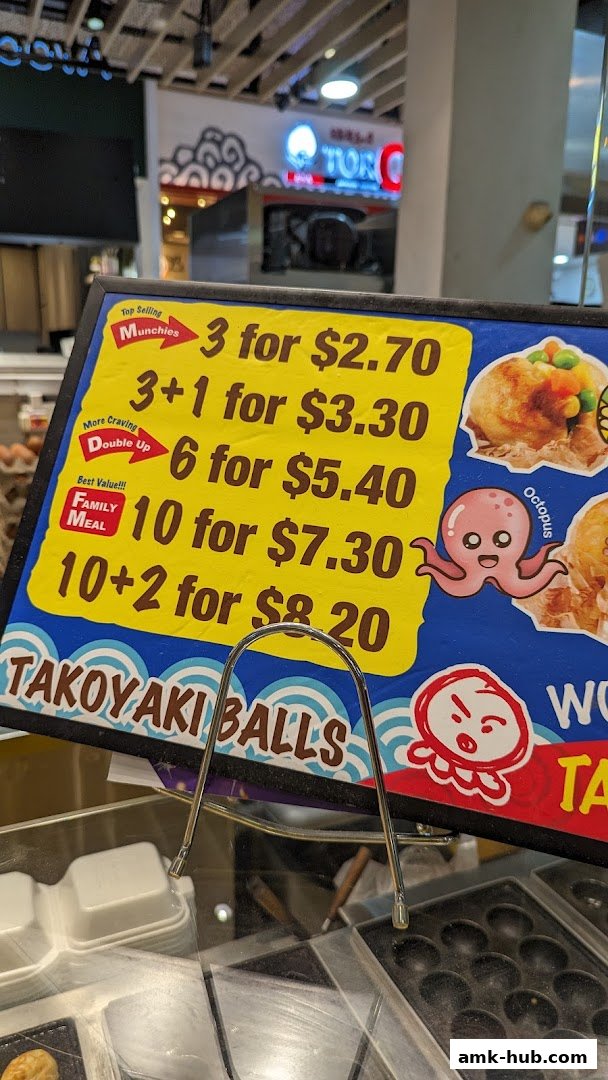 TORO
Top Selling
MUNCHIES
3 for $2.70
3+1 for $3.30
More Craving
DOUBLE UP
6 for $5.40
Best Value!!!
FAMILY
MEAL
10 for $7.30
10+2 for $8.20
Octopus
TAKOYAKI BALLS
amk-hub.com